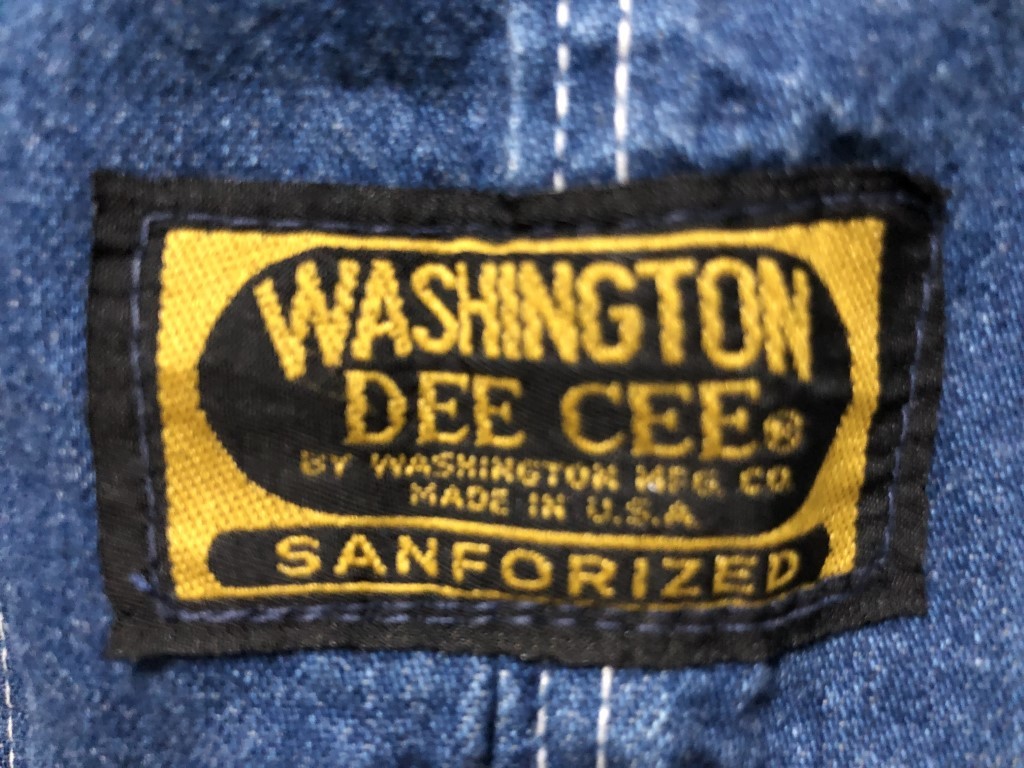 WASHINGTON
DEE CEE®
BY WASHINGTON MFG. CO.
MADE IN U.S.A.
SANFORIZED